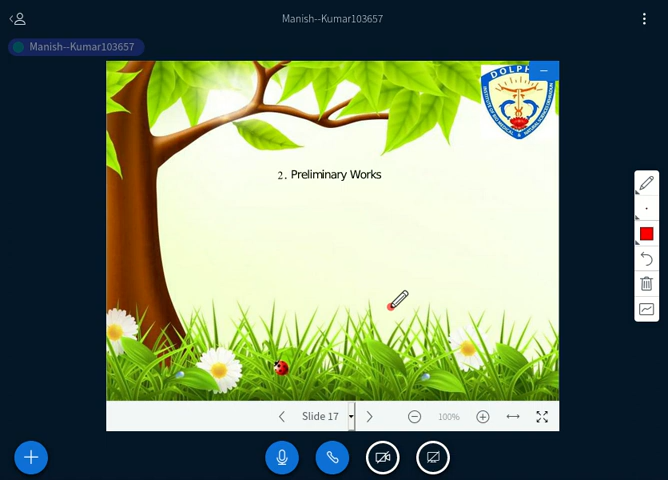 Manish--Kumar103657
Manish--Kumar103657
DOLPH
2. Preliminary Works
Slide 17
100%